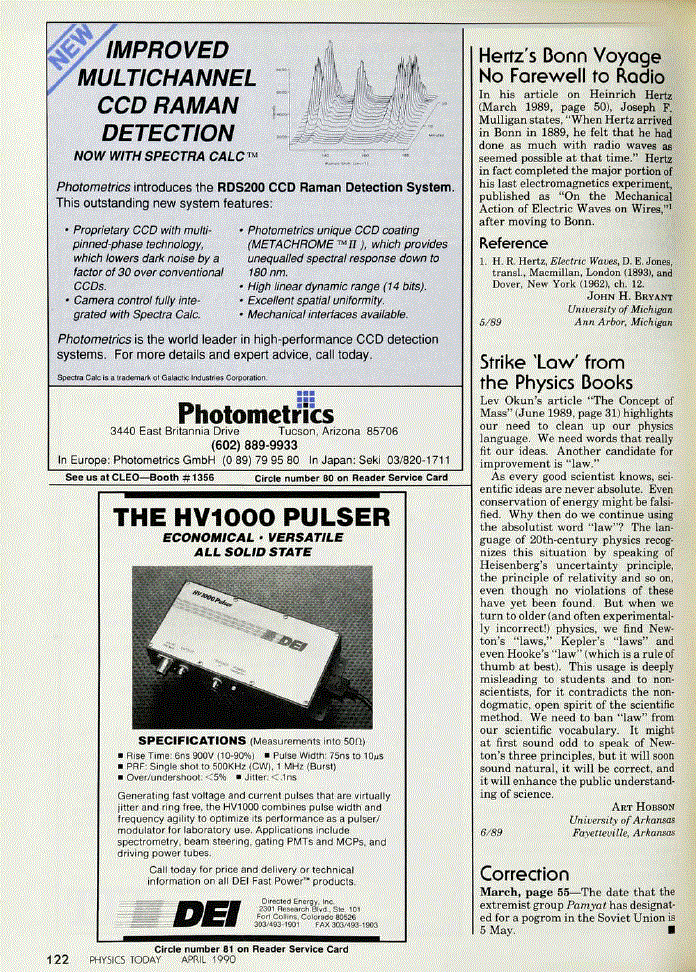 NEW
IMPROVED
MULTICHANNEL
CCD RAMAN
DETECTION
NOW WITH SPECTRA CALC™
Photometrics introduces the RDS200 CCD Raman Detection System.
This outstanding new system features:
• Proprietary CCD with multi-
pinned-phase technology,
which lowers dark noise by a
factor of 30 over conventional
CCDs.
• Camera control fully inte-
grated with Spectra Calc.
• Photometrics unique CCD coating
(METACHROME ™ II ), which provides
unequalled spectral response down to
180 nm.
• High linear dynamic range (14 bits).
• Excellent spatial uniformity.
• Mechanical interfaces available.
Photometrics is the world leader in high-performance CCD detection
systems. For more details and expert advice, call today.
Spectra Calc is a trademark of Galactic Industries Corporation.
Photometrics
3440 East Britannia Drive Tucson, Arizona 85706
(602) 889-9933
In Europe: Photometrics GmbH (0 89) 79 95 80 In Japan: Seki 03/820-1711
See us at CLEO—Booth #1356 Circle number 80 on Reader Service Card
THE HV1000 PULSER
ECONOMICAL • VERSATILE
ALL SOLID STATE
HV1000 Pulser
DEI
SPECIFICATIONS (Measurements into 50Ω)
■ Rise Time: 6ns 900V (10-90%) ■ Pulse Width: 75ns to 10μs
■ PRF: Single shot to 500KHz (CW), 1 MHz (Burst)
■ Over/undershoot: <5% ■ Jitter: <.1ns
Generating fast voltage and current pulses that are virtually
jitter and ring free, the HV1000 combines pulse width and
frequency agility to optimize its performance as a pulser/
modulator for laboratory use. Applications include
spectrometry, beam steering, gating PMTs and MCPs, and
driving power tubes.
Call today for price and delivery or technical
information on all DEI Fast Power™ products.
DEI
Directed Energy, Inc.
2301 Research Blvd., Ste. 101
Fort Collins, Colorado 80526
303/493-1901 FAX 303/493-1903
Circle number 81 on Reader Service Card
122 PHYSICS TODAY APRIL 1990
Hertz's Bonn Voyage
No Farewell to Radio
In his article on Heinrich Hertz
(March 1989, page 50), Joseph F.
Mulligan states, "When Hertz arrived
in Bonn in 1889, he felt that he had
done as much with radio waves as
seemed possible at that time." Hertz
in fact completed the major portion of
his last electromagnetics experiment,
published as "On the Mechanical
Action of Electric Waves on Wires,"1
after moving to Bonn.
Reference
1. H. R. Hertz, Electric Waves, D. E. Jones,
transl., Macmillan, London (1893), and
Dover, New York (1962), ch. 12.
JOHN H. BRYANT
University of Michigan
5/89 Ann Arbor, Michigan
Strike 'Law' from
the Physics Books
Lev Okun's article "The Concept of
Mass" (June 1989, page 31) highlights
our need to clean up our physics
language. We need words that really
fit our ideas. Another candidate for
improvement is "law."
As every good scientist knows, sci-
entific ideas are never absolute. Even
conservation of energy might be falsi-
fied. Why then do we continue using
the absolutist word "law"? The lan-
guage of 20th-century physics recog-
nizes this situation by speaking of
Heisenberg's uncertainty principle,
the principle of relativity and so on,
even though no violations of these
have yet been found. But when we
turn to older (and often experimental-
ly incorrect!) physics, we find New-
ton's "laws," Kepler's "laws" and
even Hooke's "law" (which is a rule of
thumb at best). This usage is deeply
misleading to students and to non-
scientists, for it contradicts the non-
dogmatic, open spirit of the scientific
method. We need to ban "law" from
our scientific vocabulary. It might
at first sound odd to speak of New-
ton's three principles, but it will soon
sound natural, it will be correct, and
it will enhance the public understand-
ing of science.
ART HOBSON
University of Arkansas
6/89 Fayetteville, Arkansas
Correction
March, page 55—The date that the
extremist group Pamyat has designat-
ed for a pogrom in the Soviet Union is
5 May. ■